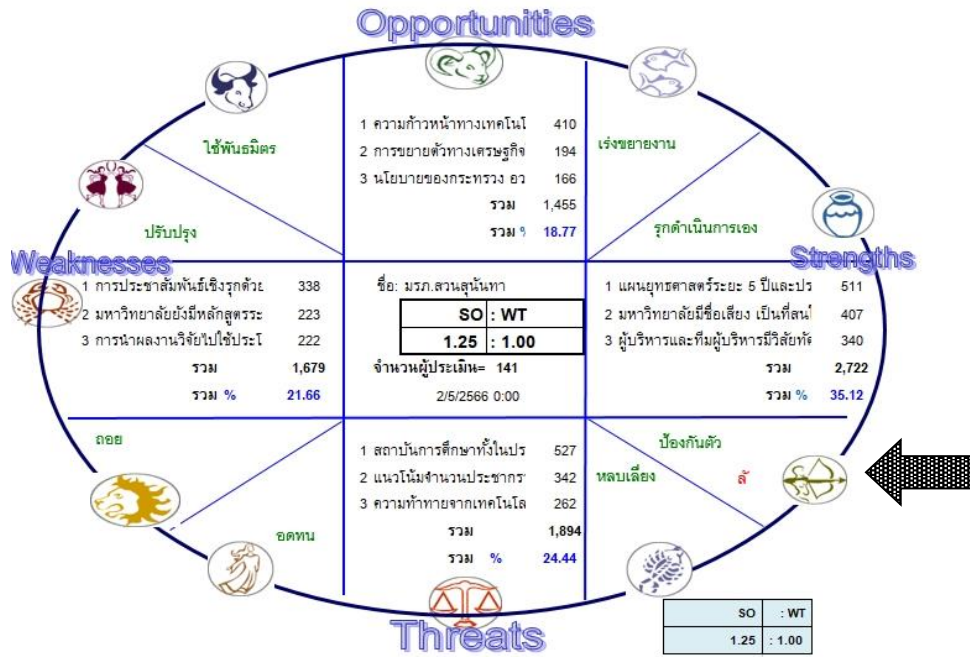 Opportunities
1 ความก้าวหน้าทางเทคโนโ 410
2 การขยายตัวทางเศรษฐกิจ 194
3 นโยบายของกระทรวง อว 166
รวม 1,455
รวม % 18.77
ใช้พันธมิตร
เร่งขยายงาน
ปรับปรุง
รุกดำเนินการเอง
Weaknesses
Strengths
1 การประชาสัมพันธ์เชิงรุกด้วย 338
2 มหาวิทยาลัยยังมีหลักสูตรระ 223
3 การนำผลงานวิจัยไปใช้ประโ 222
รวม 1,679
รวม % 21.66
ชื่อ: มรภ.สวนสุนันทา
SO : WT
1.25 : 1.00
จำนวนผู้ประเมิน= 141
2/5/2566 0:00
1 แผนยุทธศาสตร์ระยะ 5 ปีและปร 511
2 มหาวิทยาลัยมีชื่อเสียง เป็นที่สนใ 407
3 ผู้บริหารและทีมผู้บริหารมีวิสัยทัศ 340
รวม 2,722
รวม % 35.12
ถอย
อดทน
1 สถาบันการศึกษาทั้งในปร 527
2 แนวโน้มจำนวนประชากร 342
3 ความท้าทายจากเทคโนโล 262
รวม 1,894
รวม % 24.44
ป้องกันตัว
หลบเลี่ยง
ลั
Threats
SO : WT
1.25 : 1.00